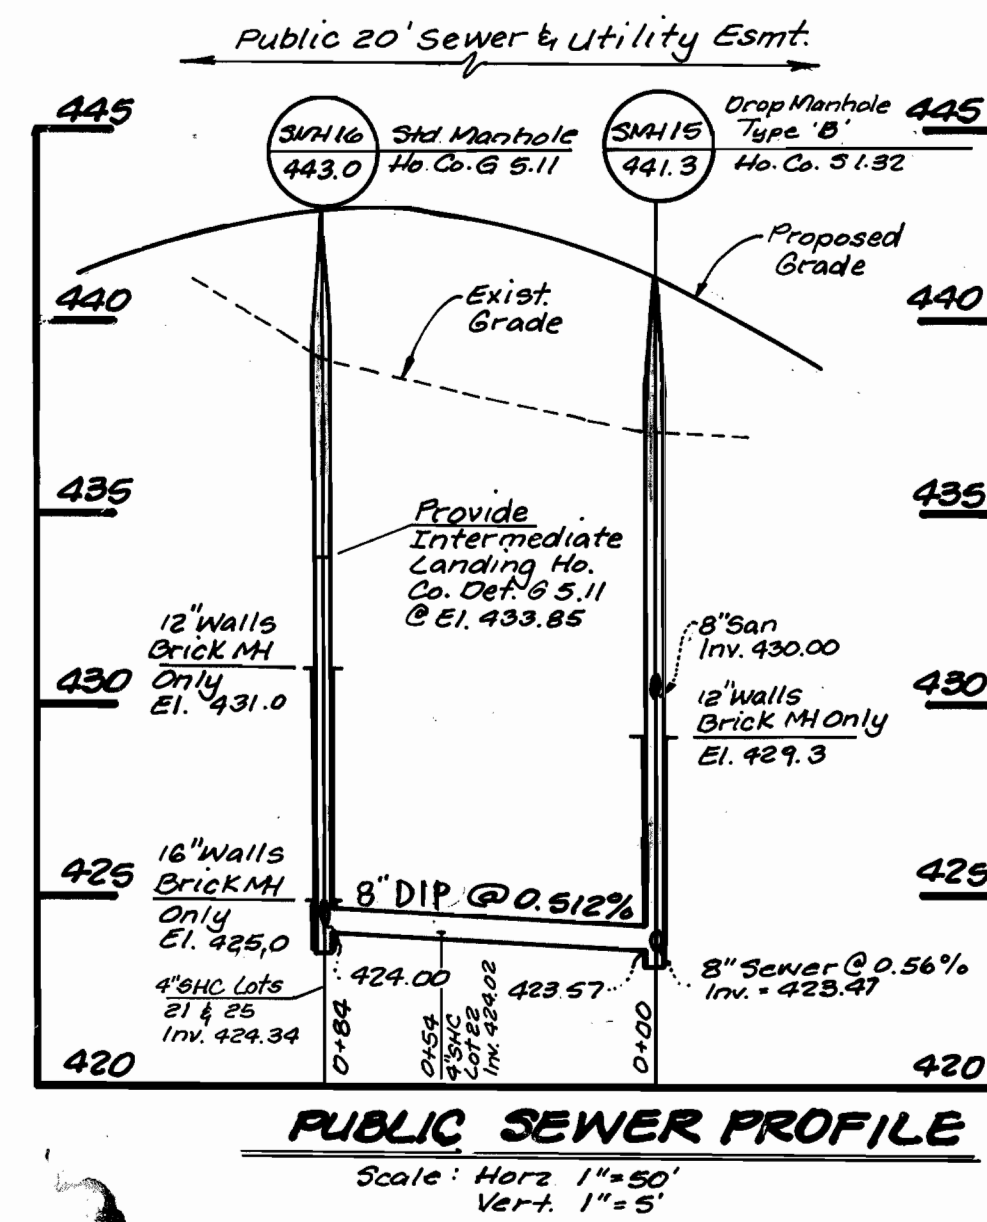 Public 20' Sewer & Utility Esmt.
445
SMH 16
443.0
Std. Manhole
Ho. Co. G 5.11
SMH 15
441.3
Drop Manhole
Type 'B'
Ho. Co. S 1.32
445
Proposed
Grade
440
Exist.
Grade
440
435
Provide
Intermediate
Landing Ho.
Co. Det. G 5.11
@ El. 433.85
435
12" Walls
Brick MH
Only
El. 431.0
430
8" San
Inv. 430.00
430
12" Walls
Brick MH Only
El. 429.3
16" Walls
Brick MH
Only
El. 425,0
425
8" DIP @ 0.512%
425
4" SHC Lots
21 & 25
Inv. 424.34
424.00
423.57
8" Sewer @ 0.56%
Inv. = 423.47
0+84
0+54
4" SHC
Lot 22
Inv. 424.02
0+00
420
420
PUBLIC SEWER PROFILE
Scale: Horz 1"=50'
Vert. 1"=5'